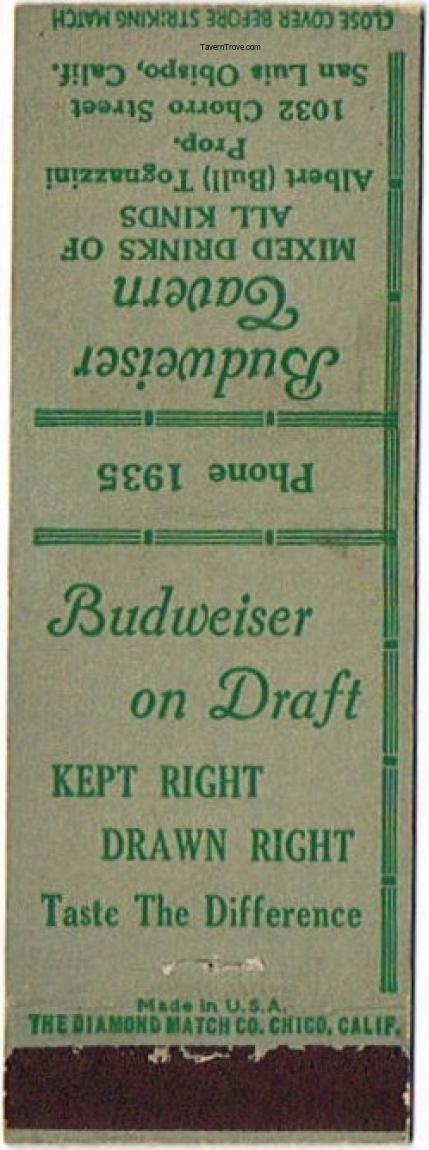 CLOSE COVER BEFORE STRIKING MATCH
TavernTrove.com
Budweiser
Tavern
MIXED DRINKS OF
ALL KINDS
Albert (Bull) Tognazzini
Prop.
1032 Chorro Street
San Luis Obispo, Calif.
Phone 1935
Budweiser
on Draft
KEPT RIGHT
DRAWN RIGHT
Taste The Difference
Made in U.S.A.
THE DIAMOND MATCH CO. CHICO, CALIF.